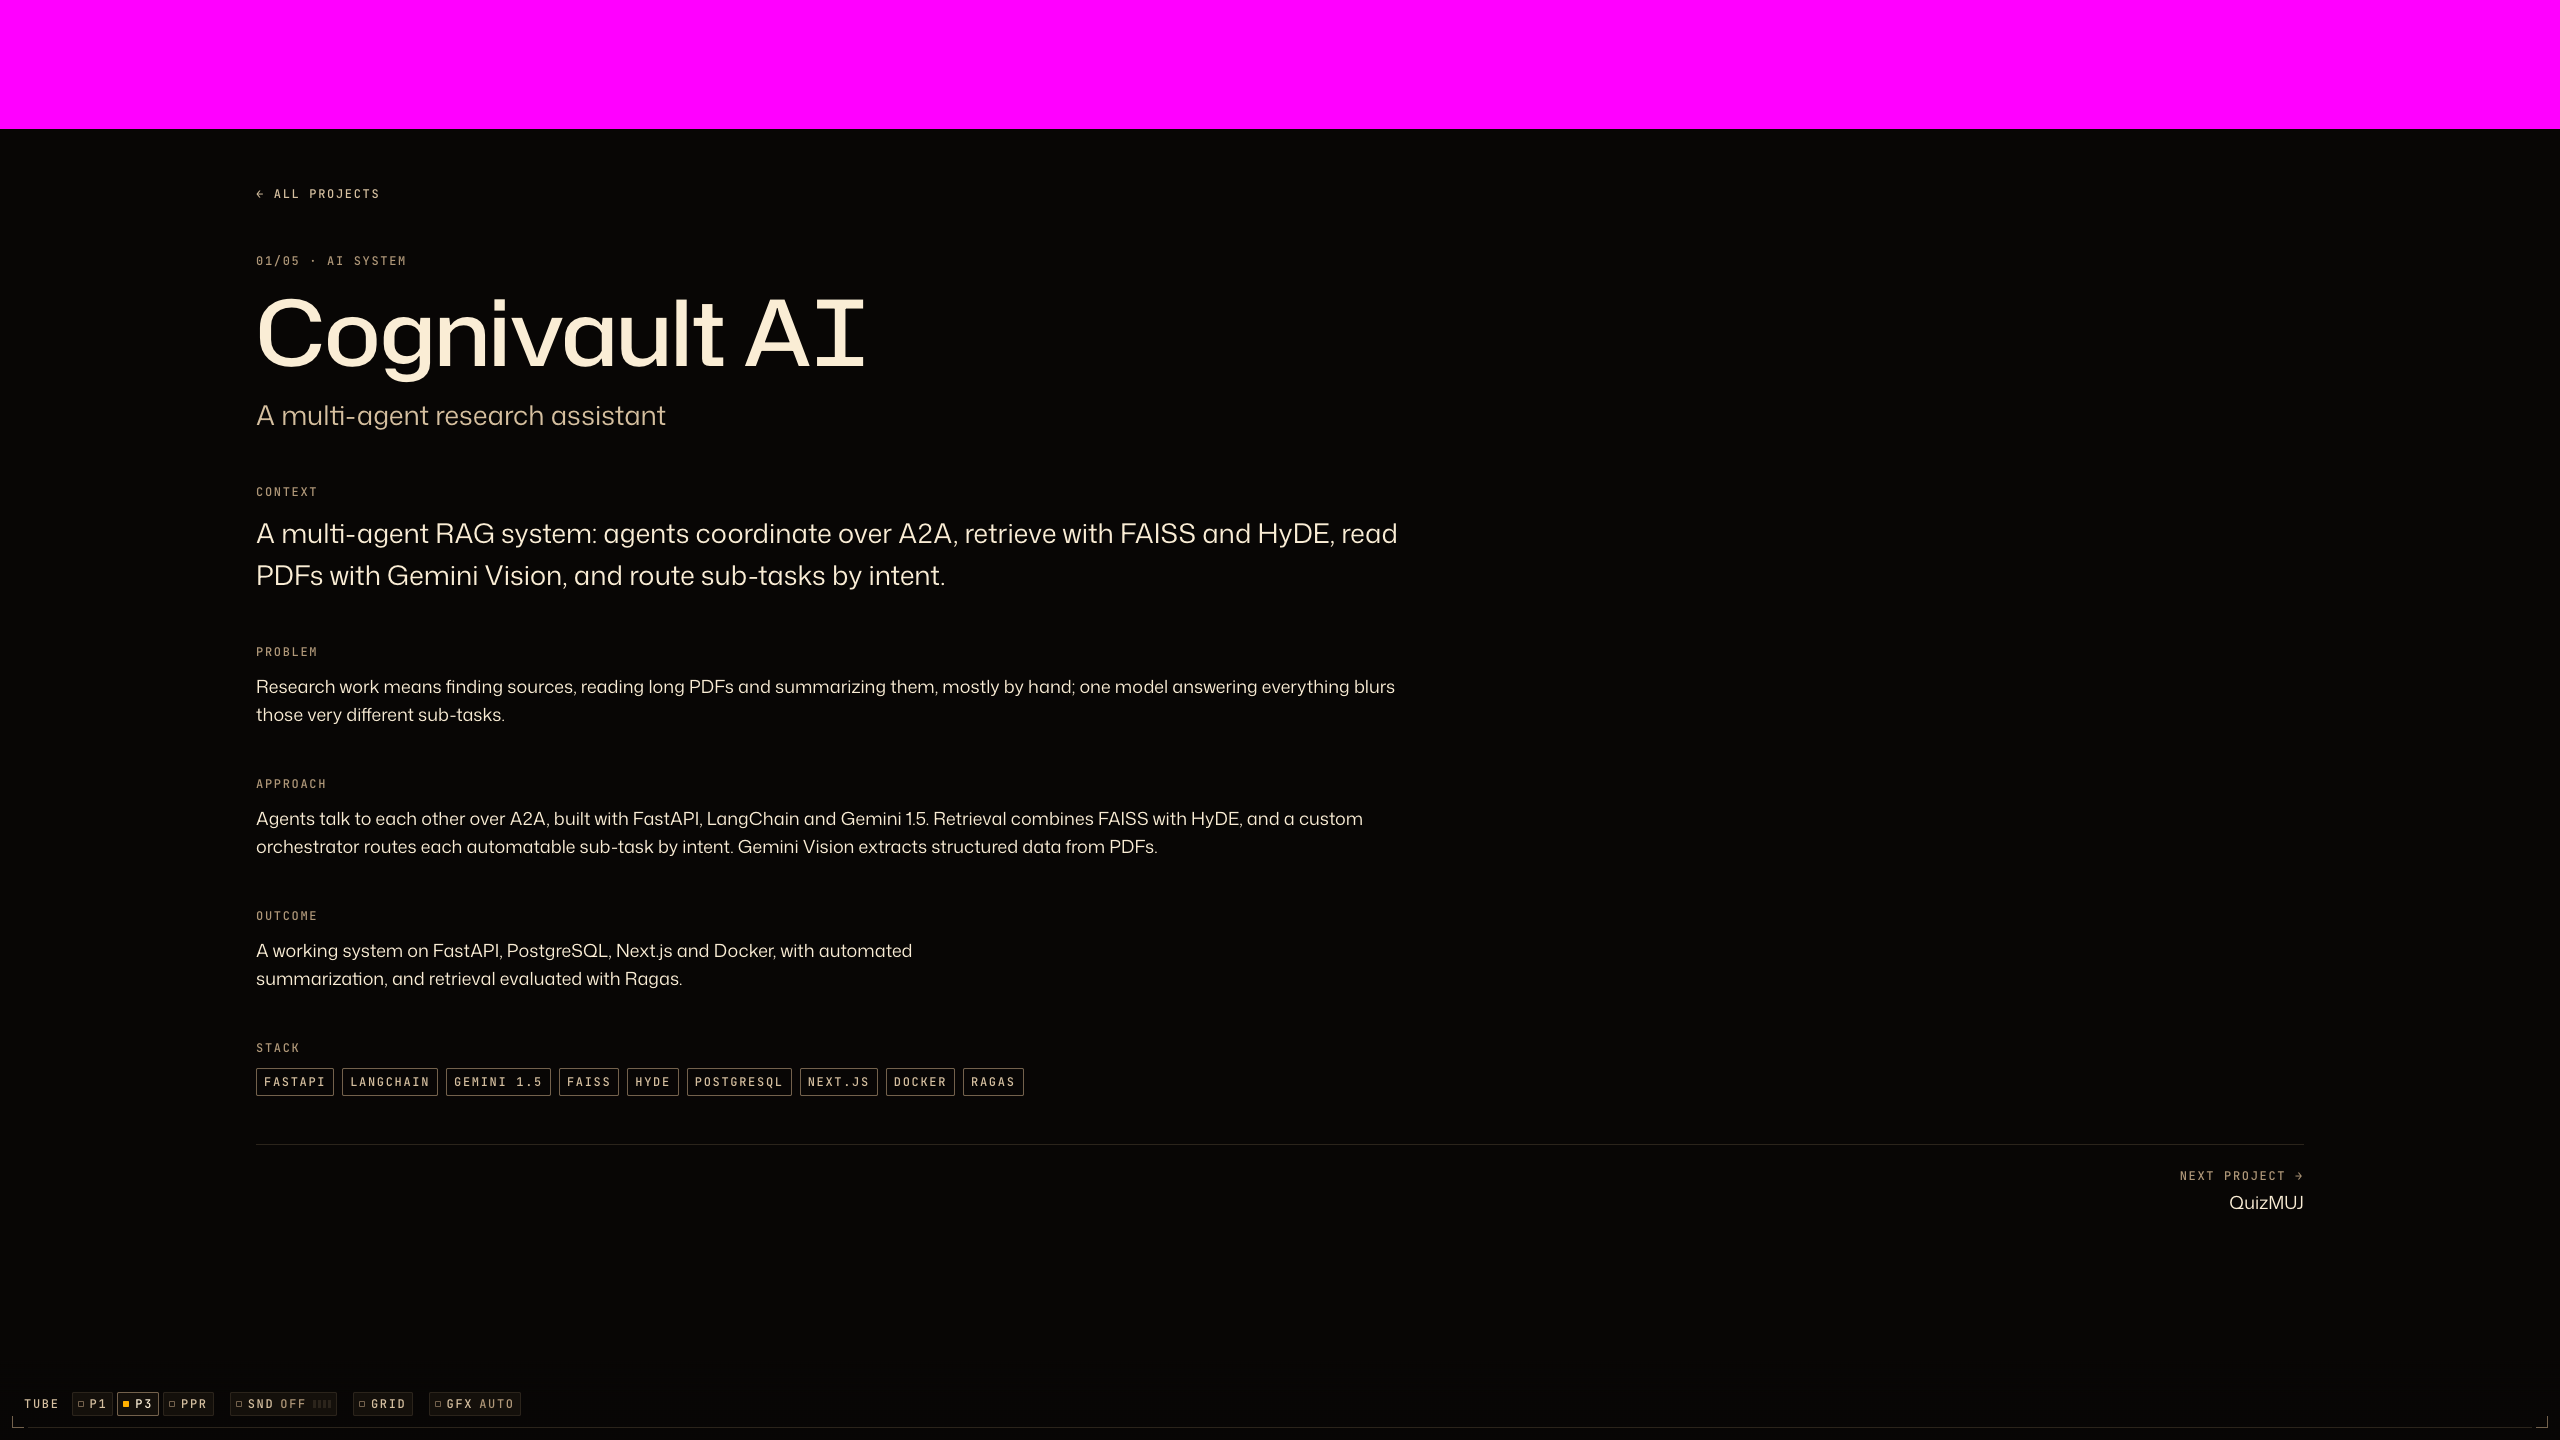 ← ALL PROJECTS
01/05 · AI SYSTEM
Cognivault AI
A multi-agent research assistant
CONTEXT
A multi-agent RAG system: agents coordinate over A2A, retrieve with FAISS and HyDE, read
PDFs with Gemini Vision, and route sub-tasks by intent.
PROBLEM
Research work means finding sources, reading long PDFs and summarizing them, mostly by hand; one model answering everything blurs
those very different sub-tasks.
APPROACH
Agents talk to each other over A2A, built with FastAPI, LangChain and Gemini 1.5. Retrieval combines FAISS with HyDE, and a custom
orchestrator routes each automatable sub-task by intent. Gemini Vision extracts structured data from PDFs.
OUTCOME
A working system on FastAPI, PostgreSQL, Next.js and Docker, with automated
summarization, and retrieval evaluated with Ragas.
STACK
FASTAPI LANGCHAIN GEMINI 1.5 FAISS HYDE POSTGRESQL NEXT.JS DOCKER RAGAS
NEXT PROJECT →
QuizMUJ
TUBE P1 P3 PPR SND OFF GRID GFX AUTO